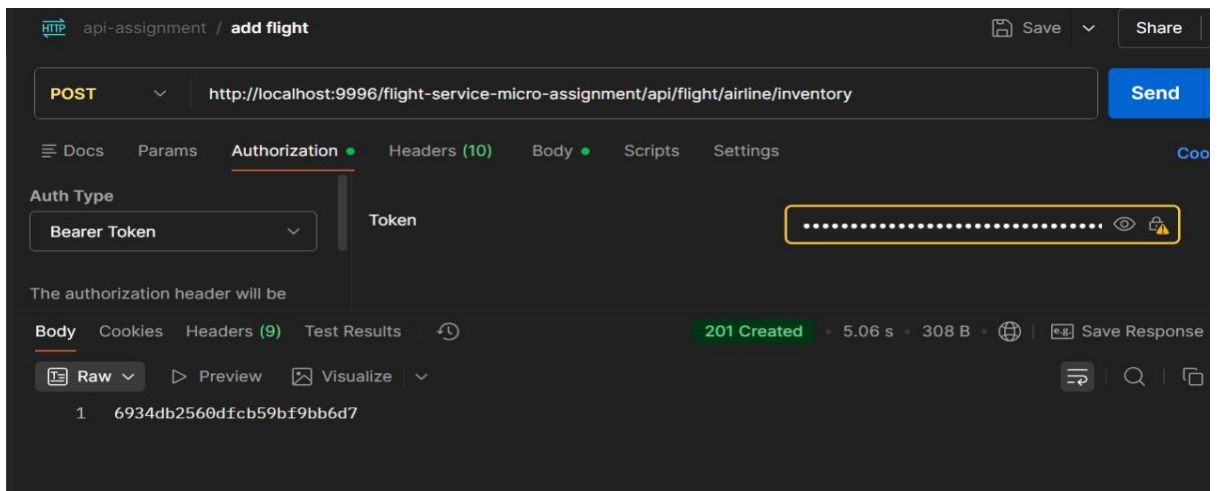 HTTP api-assignment / add flight Save Share
POST http://localhost:9996/flight-service-micro-assignment/api/flight/airline/inventory Send
Docs Params Authorization Headers (10) Body Scripts Settings Coo
Auth Type
Bearer Token
Token
The authorization header will be
Body Cookies Headers (9) Test Results 201 Created • 5.06 s • 308 B • e.g. Save Response
Raw Preview Visualize
1 6934db2560dfcb59bf9bb6d7